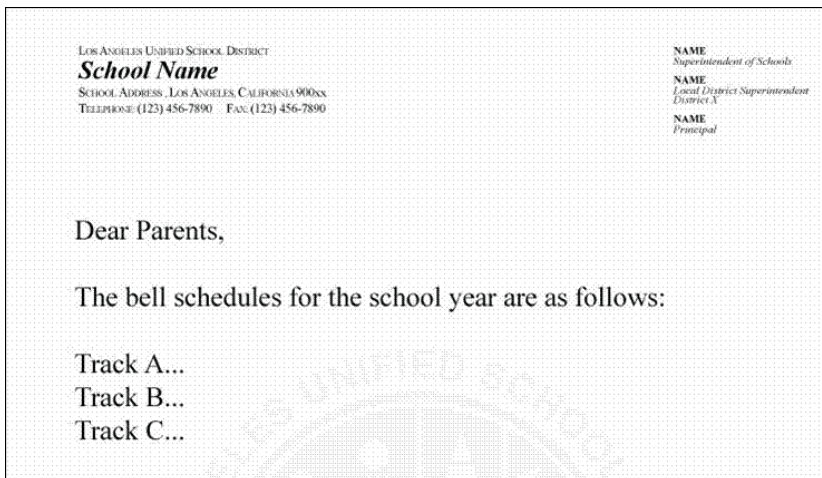 LOS ANGELES UNIFIED SCHOOL DISTRICT
School Name
SCHOOL ADDRESS , LOS ANGELES, CALIFORNIA 900xx
TELEPHONE: (123) 456-7890 FAX: (123) 456-7890
NAME
Superintendent of Schools
NAME
Local District Superintendent
District X
NAME
Principal
Dear Parents,
The bell schedules for the school year are as follows:
Track A...
Track B...
Track C...
UNIFIED SCHOOL